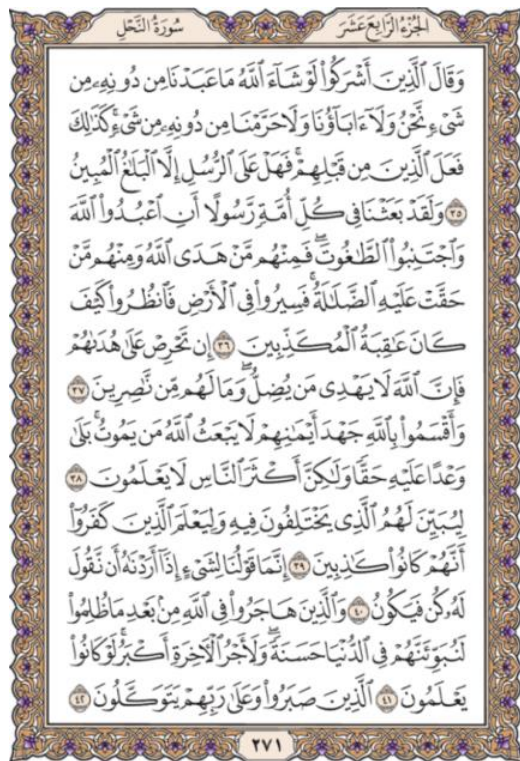 الجزء الرابع عشر
سورة النحل
وَقَالَ ٱلَّذِينَ أَشْرَكُوا۟ لَوْ شَآءَ ٱللَّهُ مَا عَبَدْنَا مِن دُونِهِۦ مِن
شَىْءٍ نَّحْنُ وَلَآ ءَابَآؤُنَا وَلَا حَرَّمْنَا مِن دُونِهِۦ مِن شَىْءٍ ۚ كَذَٰلِكَ
فَعَلَ ٱلَّذِينَ مِن قَبْلِهِمْ ۚ فَهَلْ عَلَى ٱلرُّسُلِ إِلَّا ٱلْبَلَٰغُ ٱلْمُبِينُ
٣٥ وَلَقَدْ بَعَثْنَا فِى كُلِّ أُمَّةٍ رَّسُولًا أَنِ ٱعْبُدُوا۟ ٱللَّهَ
وَٱجْتَنِبُوا۟ ٱلطَّٰغُوتَ ۖ فَمِنْهُم مَّنْ هَدَى ٱللَّهُ وَمِنْهُم مَّنْ
حَقَّتْ عَلَيْهِ ٱلضَّلَٰلَةُ ۚ فَسِيرُوا۟ فِى ٱلْأَرْضِ فَٱنظُرُوا۟ كَيْفَ
كَانَ عَٰقِبَةُ ٱلْمُكَذِّبِينَ ٣٦ إِن تَحْرِصْ عَلَىٰ هُدَىٰهُمْ
فَإِنَّ ٱللَّهَ لَا يَهْدِى مَن يُضِلُّ ۖ وَمَا لَهُم مِّن نَّٰصِرِينَ ٣٧
وَأَقْسَمُوا۟ بِٱللَّهِ جَهْدَ أَيْمَٰنِهِمْ ۙ لَا يَبْعَثُ ٱللَّهُ مَن يَمُوتُ ۚ بَلَىٰ
وَعْدًا عَلَيْهِ حَقًّا وَلَٰكِنَّ أَكْثَرَ ٱلنَّاسِ لَا يَعْلَمُونَ ٣٨
لِيُبَيِّنَ لَهُمُ ٱلَّذِى يَخْتَلِفُونَ فِيهِ وَلِيَعْلَمَ ٱلَّذِينَ كَفَرُوٓا۟
أَنَّهُمْ كَانُوا۟ كَٰذِبِينَ ٣٩ إِنَّمَا قَوْلُنَا لِشَىْءٍ إِذَآ أَرَدْنَٰهُ أَن نَّقُولَ
لَهُۥ كُن فَيَكُونُ ٤٠ وَٱلَّذِينَ هَاجَرُوا۟ فِى ٱللَّهِ مِنۢ بَعْدِ مَا ظُلِمُوا۟
لَنُبَوِّئَنَّهُمْ فِى ٱلدُّنْيَا حَسَنَةً ۖ وَلَأَجْرُ ٱلْأَخِرَةِ أَكْبَرُ ۚ لَوْ كَانُوا۟
يَعْلَمُونَ ٤١ ٱلَّذِينَ صَبَرُوا۟ وَعَلَىٰ رَبِّهِمْ يَتَوَكَّلُونَ ٤٢
٢٧١